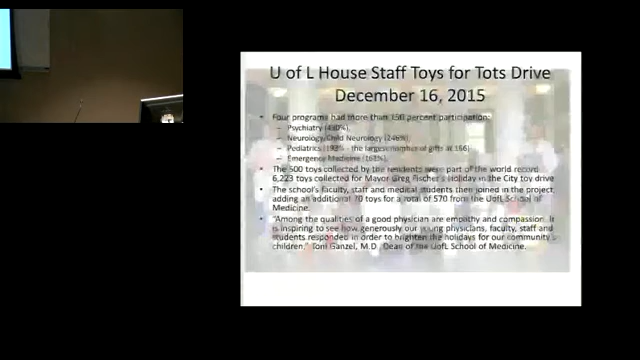 U of L House Staff Toys for Tots Drive
December 16, 2015
Four programs had more than 150 percent participation:
Psychiatry
Neurology/Child Neurology (246%)
Pediatrics - the largest number of gifts at 166
Emergence Medicine
The 500 toys collected by the residents were part of the world record
6,223 toys collected for Mayor Greg Fischer's Holiday in the City toy drive
The school's faculty, staff and medical students then joined in the project,
adding an additional 70 toys for a total of 570 from the UofL School of
Medicine.
"Among the qualities of a good physician are empathy and compassion. It
is inspiring to see how generously our young physicians, faculty, staff and
students responded in order to brighten the holidays for our community's
children." Toni Ganzel, M.D. Dean of the UofL School of Medicine.